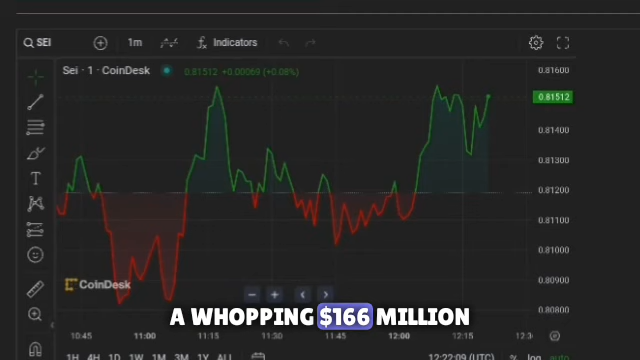 SEI
1m
Indicators
Sei · 1 · CoinDesk
0.81512 +0.00069 (+0.08%)
0.81600
0.81512
0.81400
0.81300
0.81200
0.81100
0.81000
0.80900
0.80800
T
CoinDesk
A WHOPPING $166 MILLION
10:45 11:00 11:15 11:30 11:45 12:00 12:15 12:30
1H 4H 1D 1W 1M 3M 1Y All
12:22:09 (UTC) % log auto